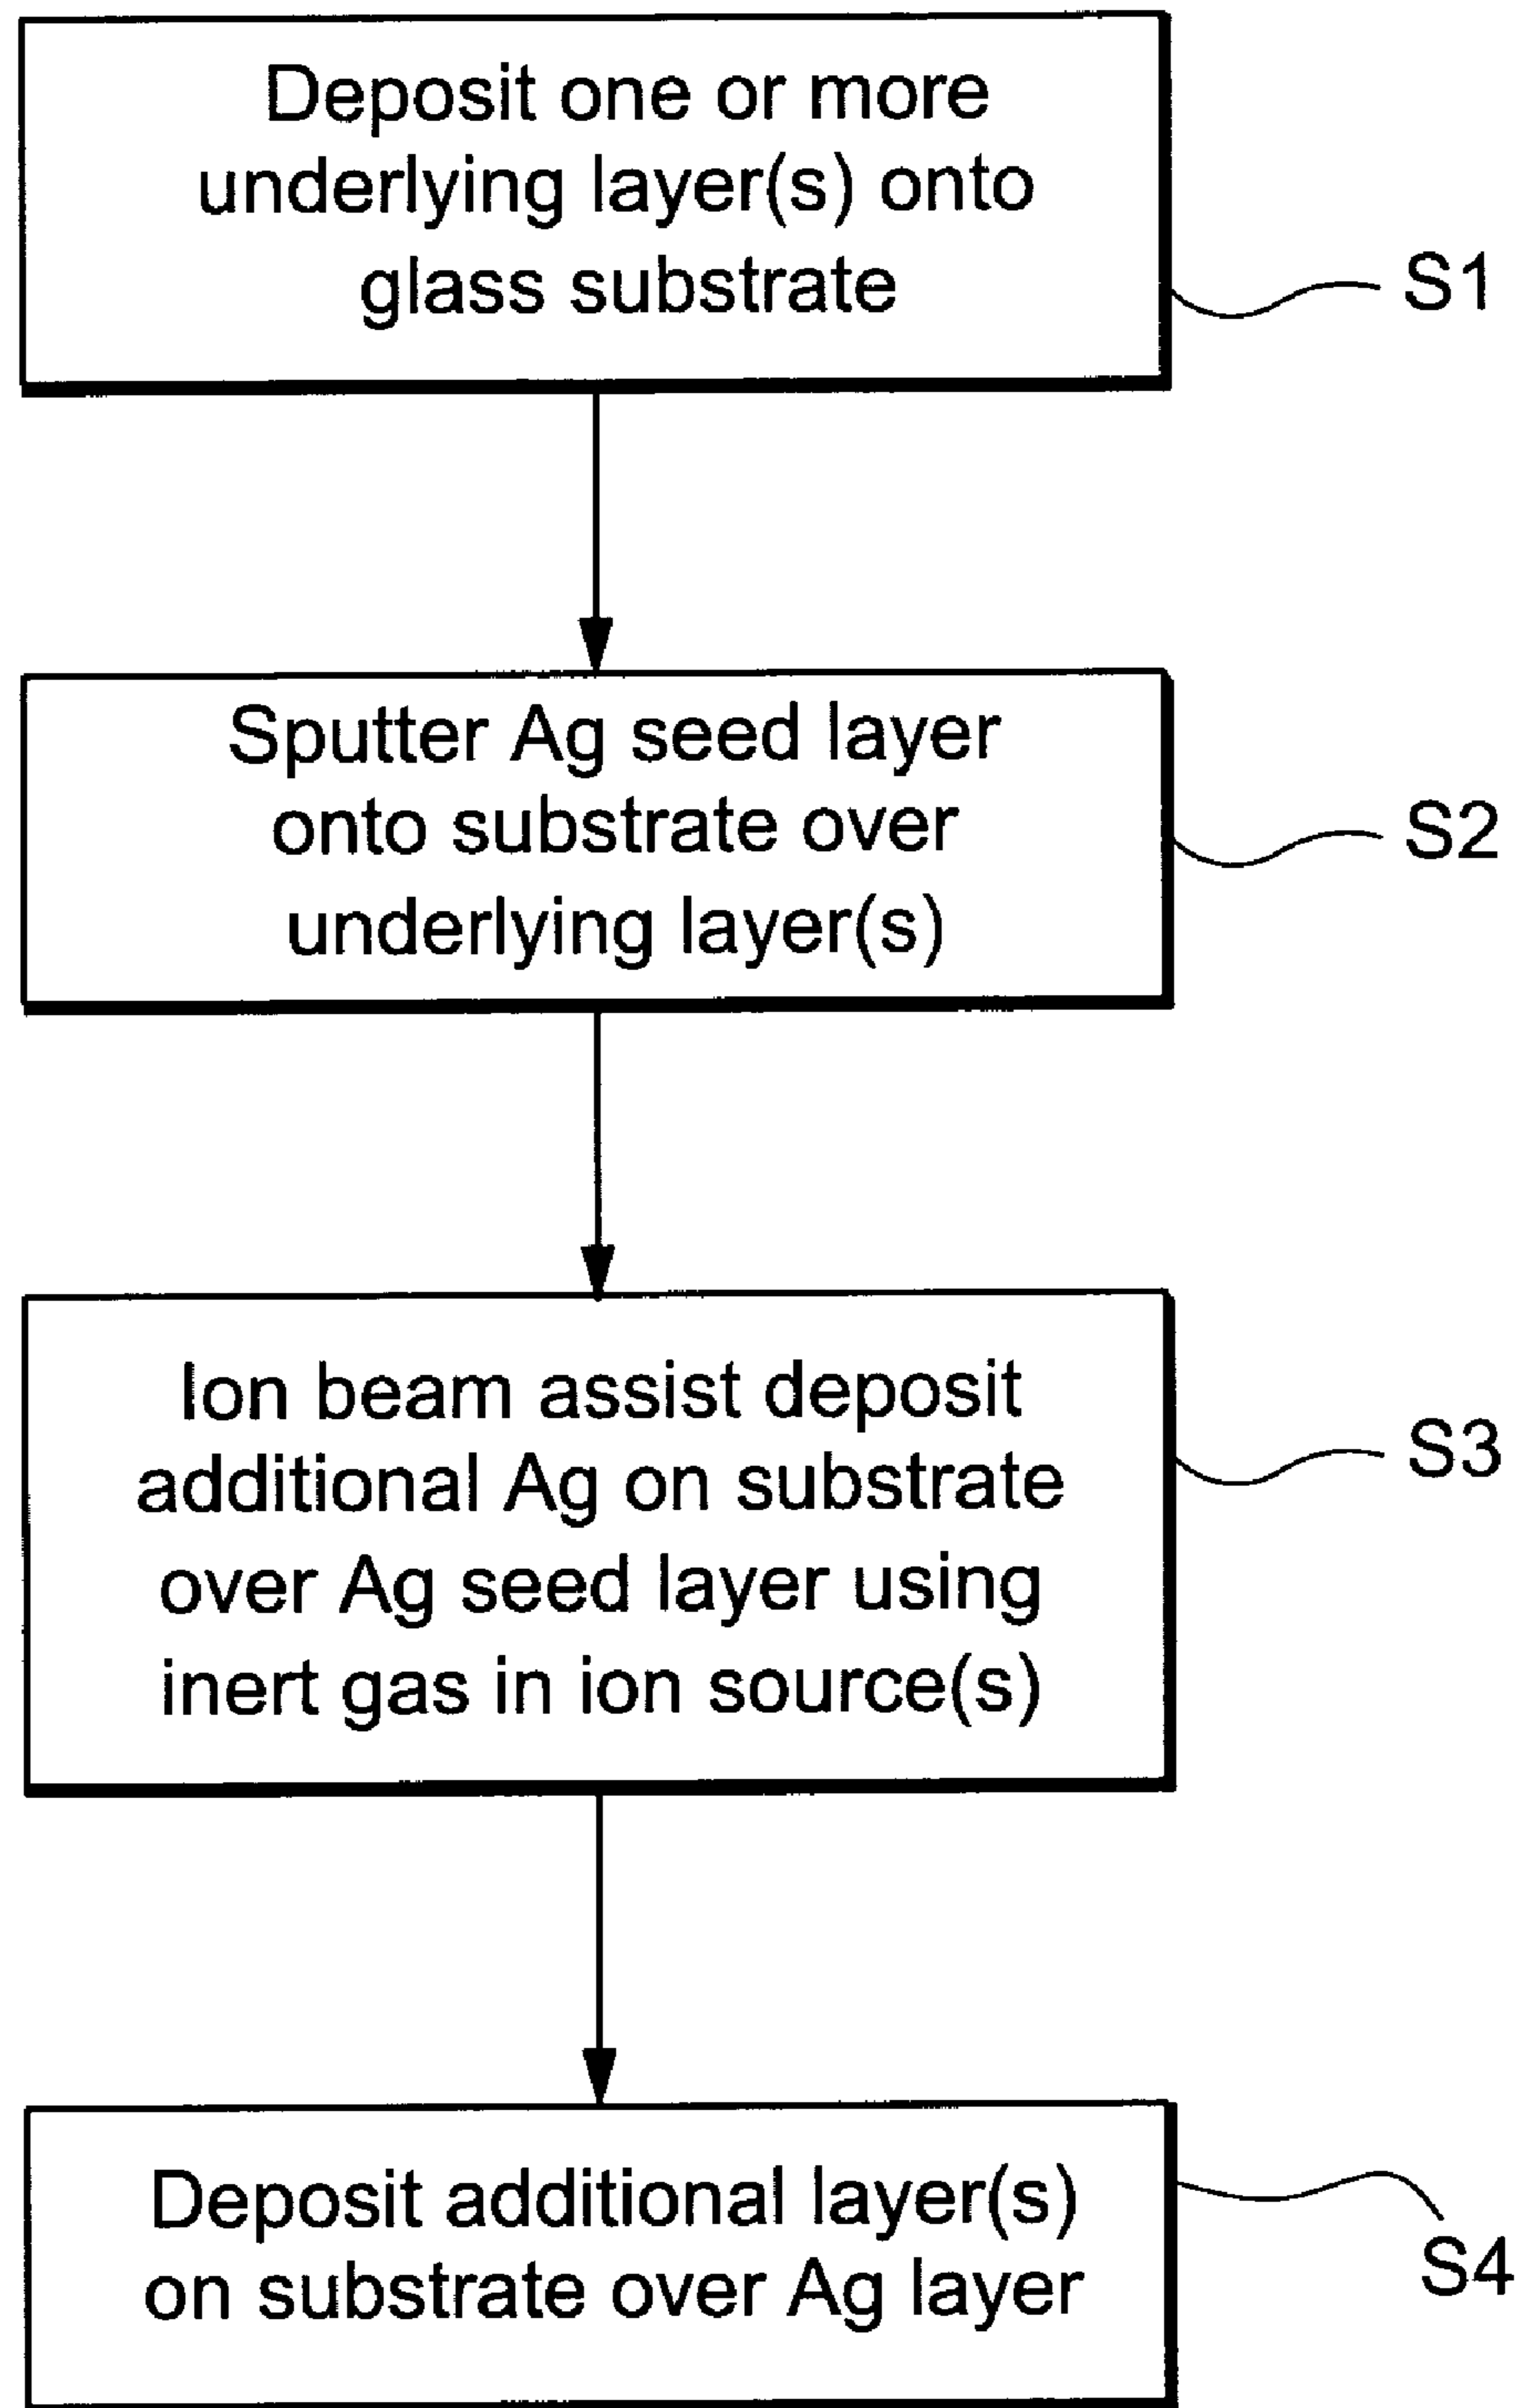 Deposit one or more
underlying layer(s) onto
glass substrate
S1
Sputter Ag seed layer
onto substrate over
underlying layer(s)
S2
Ion beam assist deposit
additional Ag on substrate
over Ag seed layer using
inert gas in ion source(s)
S3
Deposit additional layer(s)
on substrate over Ag layer
S4